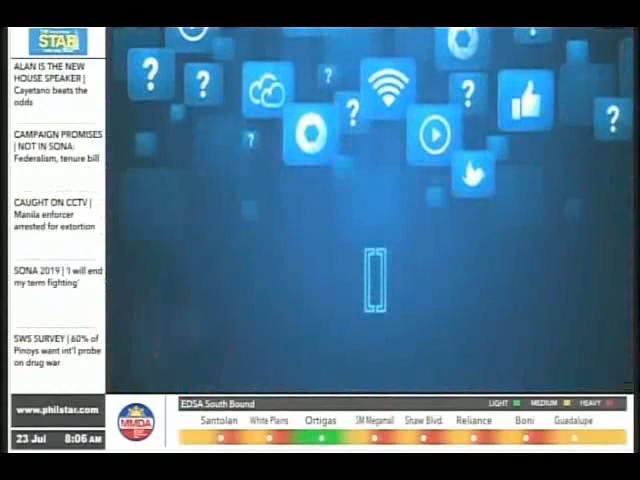 THE
STAR
ALAN IS THE NEW
HOUSE SPEAKER |
Cayetano beats the
odds
CAMPAIGN PROMISES
| NOT IN SONA:
Federalism, tenure bill
CAUGHT ON CCTV |
Manila enforcer
arrested for extortion
SONA 2019 | 'I will end
my term fighting'
SWS SURVEY | 60% of
Pinoys want int'l probe
on drug war
? ? ? ? ? ? ?
www.philstar.com
23 Jul 8:06 AM
MMDA
EDSA South Bound
LIGHT MEDIUM HEAVY
Santolan White Plains Ortigas SM Megamall Shaw Blvd. Reliance Boni Guadalupe